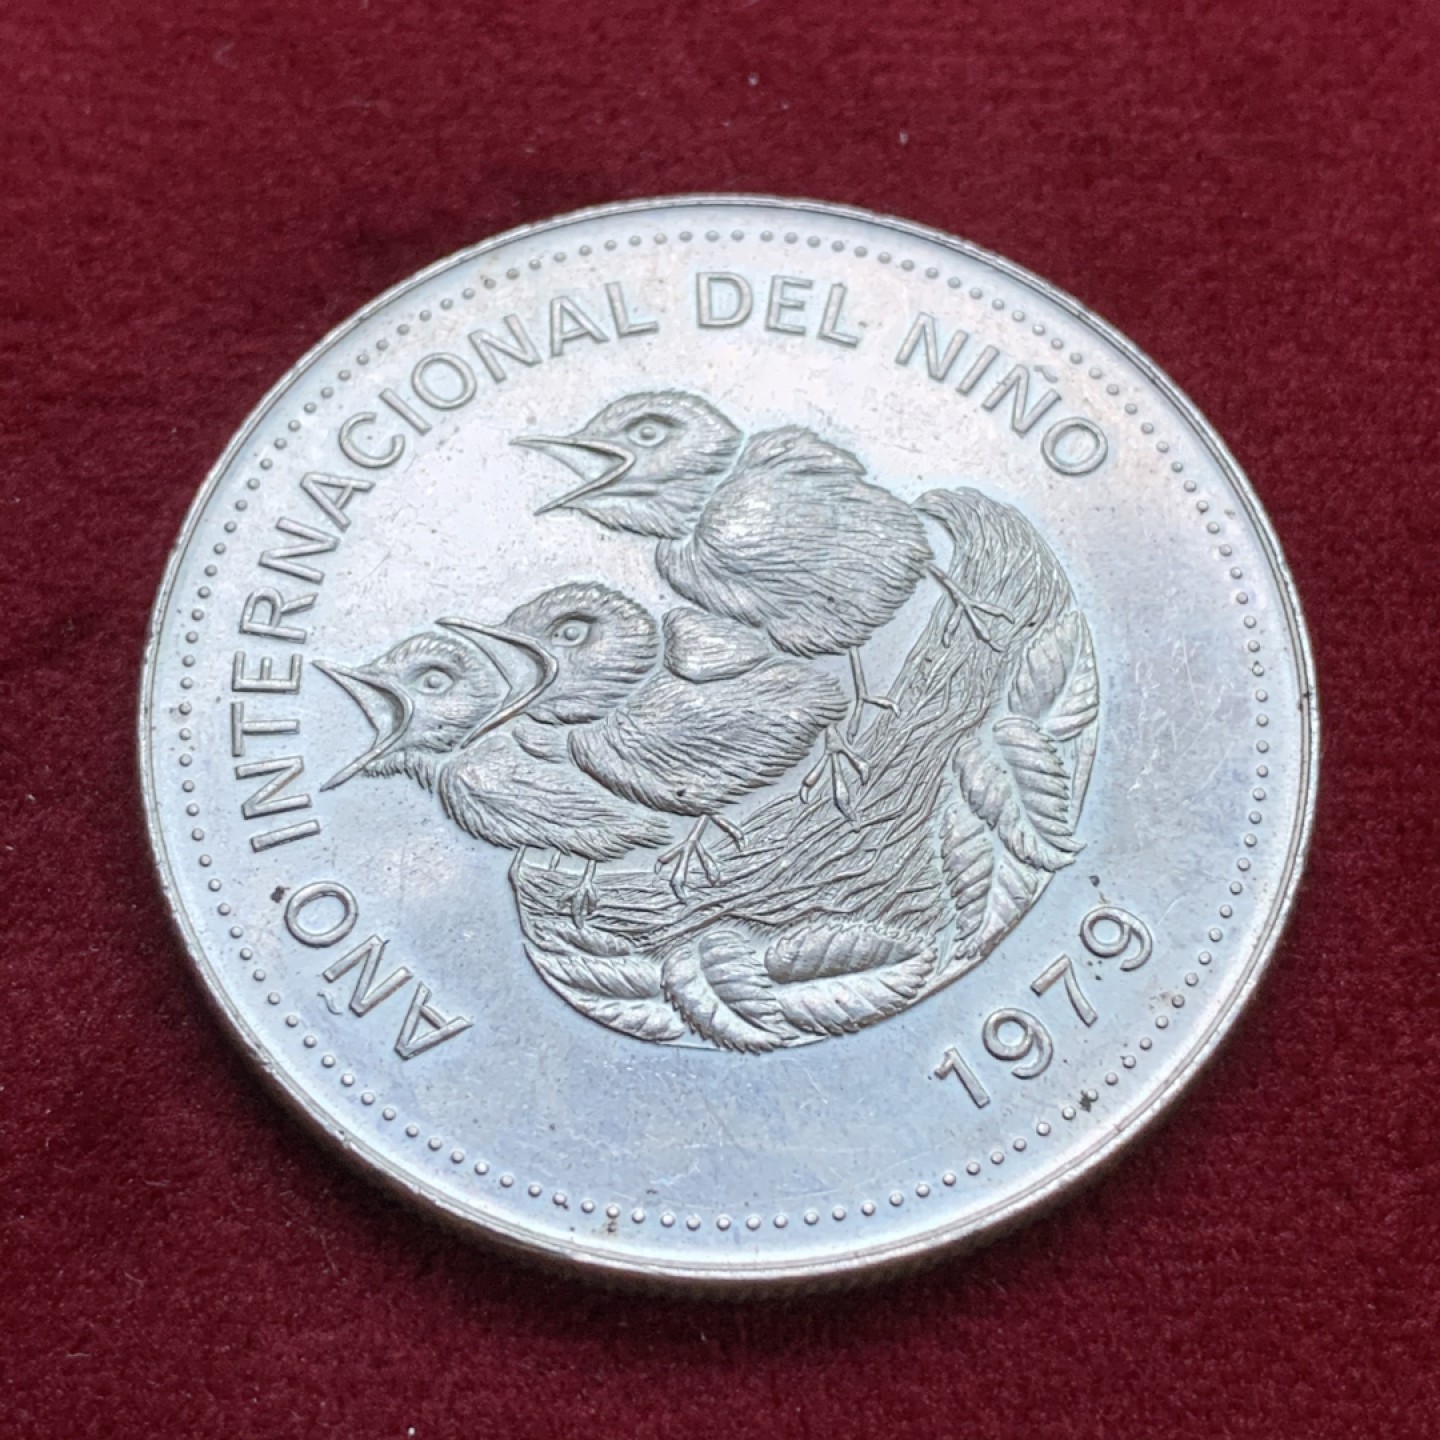 AÑO INTERNACIONAL DEL NIÑO
1979